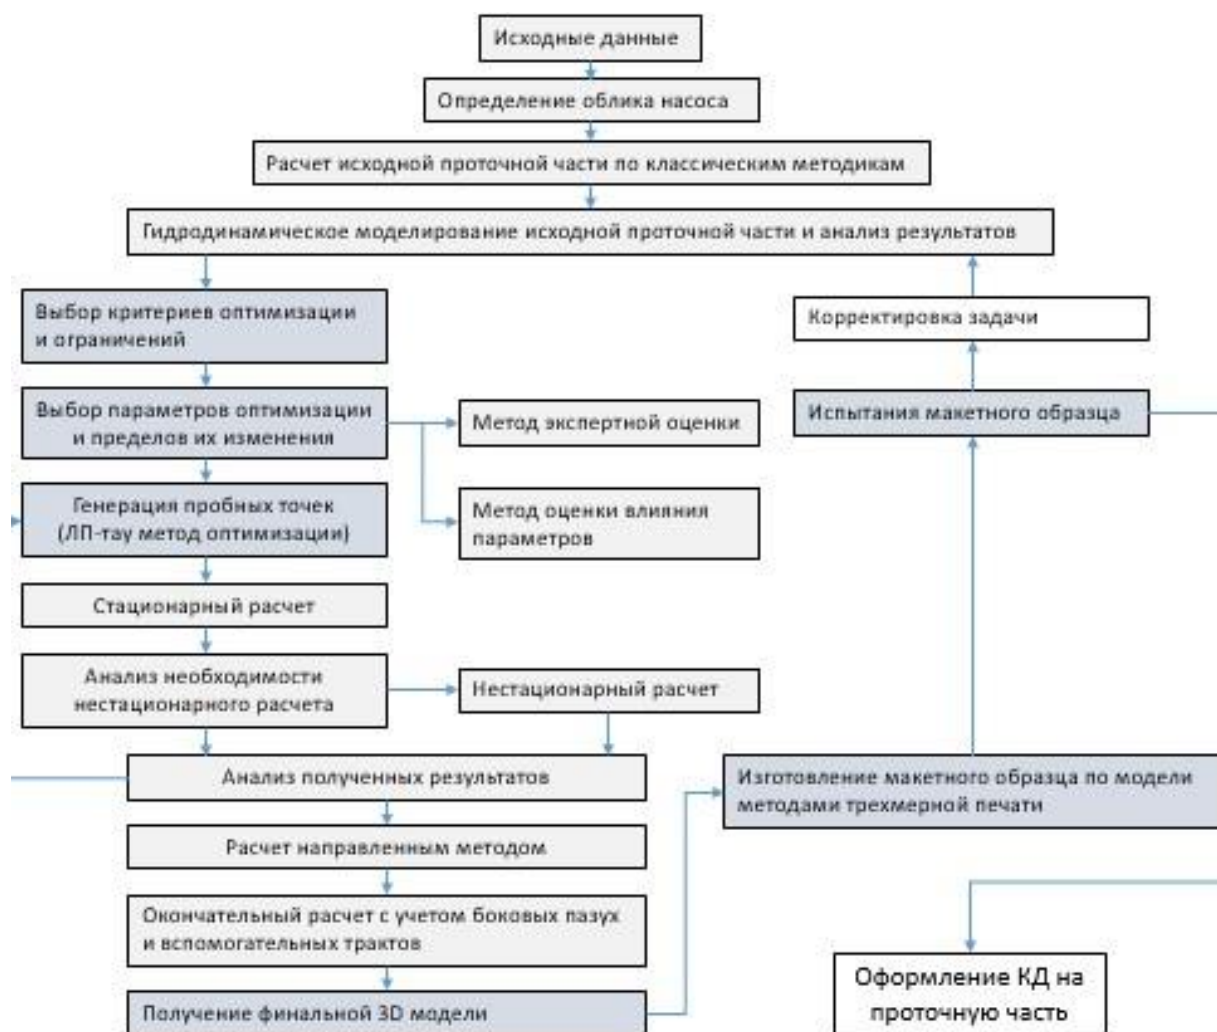 Исходные данные
Определение облика насоса
Расчет исходной проточной части по классическим методикам
Гидродинамическое моделирование исходной проточной части и анализ результатов
Выбор критериев оптимизации
и ограничений
Корректировка задачи
Выбор параметров оптимизации
и пределов их изменения
Метод экспертной оценки
Испытания макетного образца
Генерация пробных точек
(ЛП-тау метод оптимизации)
Метод оценки влияния
параметров
Стационарный расчет
Анализ необходимости
нестационарного расчета
Нестационарный расчет
Анализ полученных результатов
Изготовление макетного образца по модели
методами трехмерной печати
Расчет направленным методом
Окончательный расчет с учетом боковых пазух
и вспомогательных трактов
Получение финальной 3D модели
Оформление КД на
проточную часть